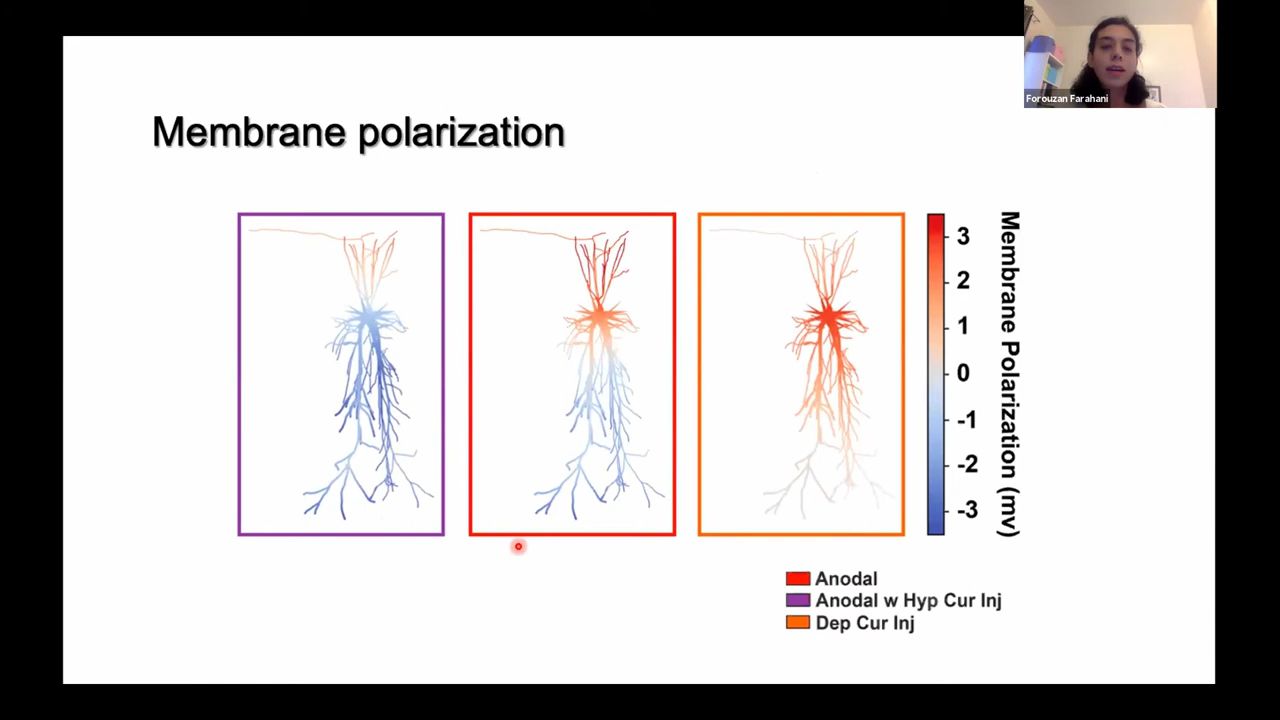 Forouzan Farahani
Membrane polarization
3
2
1
0
-1
-2
-3
Membrane Polarization (mv)
Anodal
Anodal w Hyp Cur Inj
Dep Cur Inj